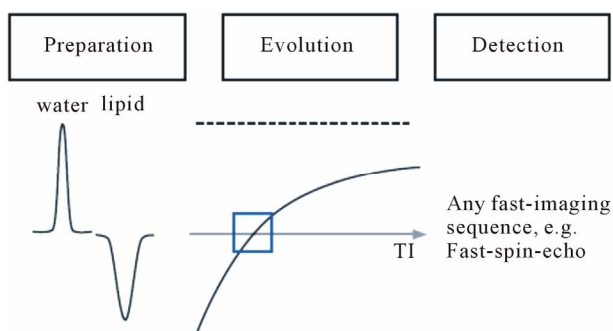 Preparation
Evolution
Detection
water lipid
Any fast-imaging
sequence, e.g.
Fast-spin-echo
TI